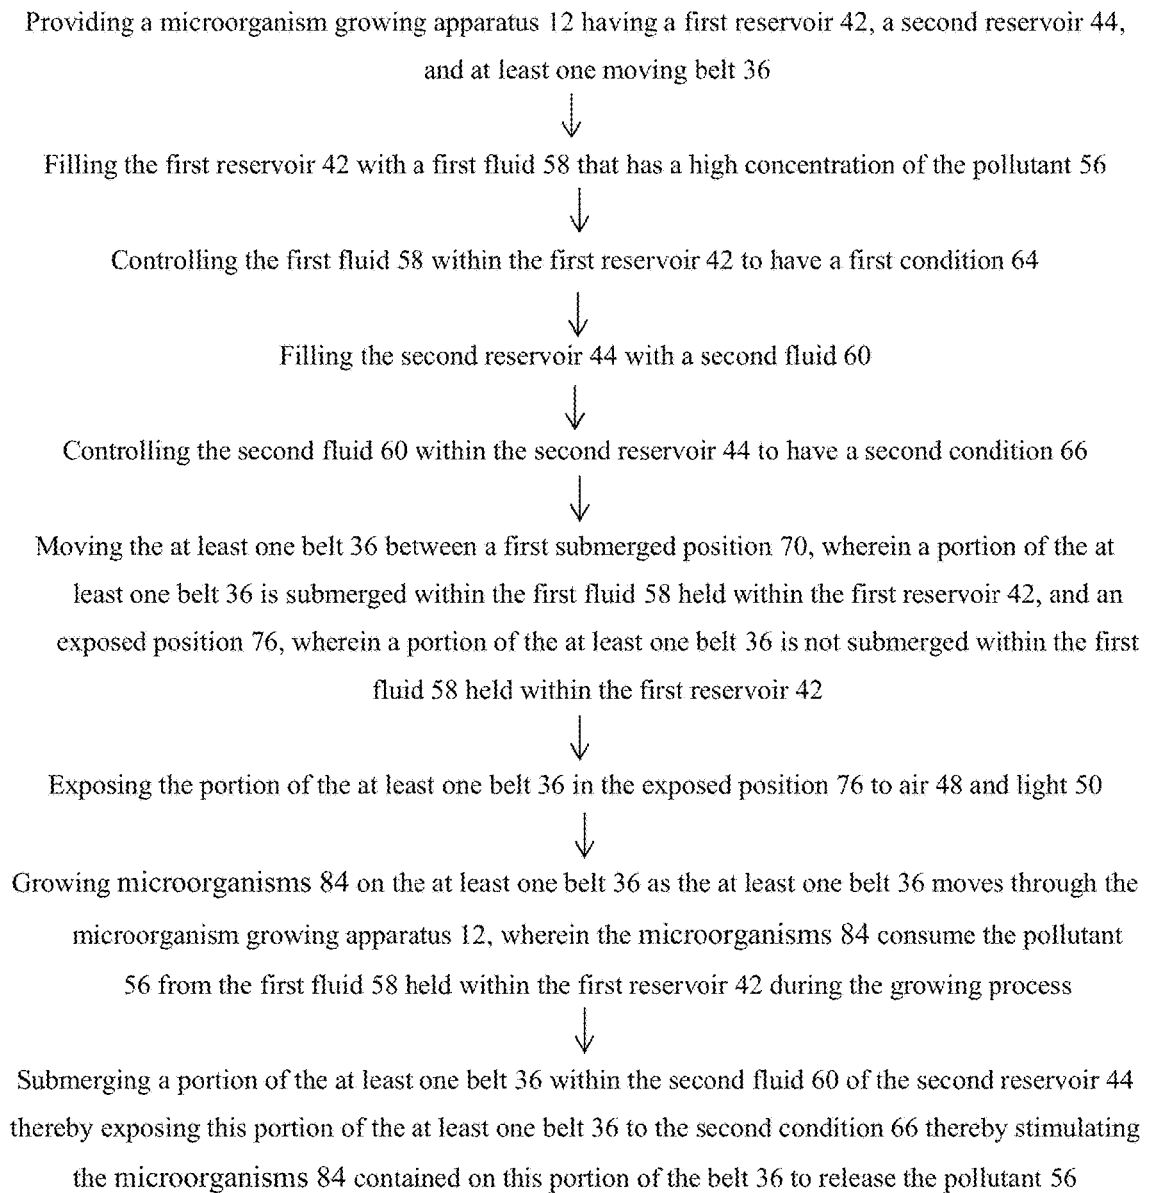 Providing a microorganism growing apparatus 12 having a first reservoir 42, a second reservoir 44,
and at least one moving belt 36
Filling the first reservoir 42 with a first fluid 58 that has a high concentration of the pollutant 56
Controlling the first fluid 58 within the first reservoir 42 to have a first condition 64
Filling the second reservoir 44 with a second fluid 60
Controlling the second fluid 60 within the second reservoir 44 to have a second condition 66
Moving the at least one belt 36 between a first submerged position 70, wherein a portion of the at
least one belt 36 is submerged within the first fluid 58 held within the first reservoir 42, and an
exposed position 76, wherein a portion of the at least one belt 36 is not submerged within the first
fluid 58 held within the first reservoir 42
Exposing the portion of the at least one belt 36 in the exposed position 76 to air 48 and light 50
Growing microorganisms 84 on the at least one belt 36 as the at least one belt 36 moves through the
microorganism growing apparatus 12, wherein the microorganisms 84 consume the pollutant
56 from the first fluid 58 held within the first reservoir 42 during the growing process
Submerging a portion of the at least one belt 36 within the second fluid 60 of the second reservoir 44
thereby exposing this portion of the at least one belt 36 to the second condition 66 thereby stimulating
the microorganisms 84 contained on this portion of the belt 36 to release the pollutant 56